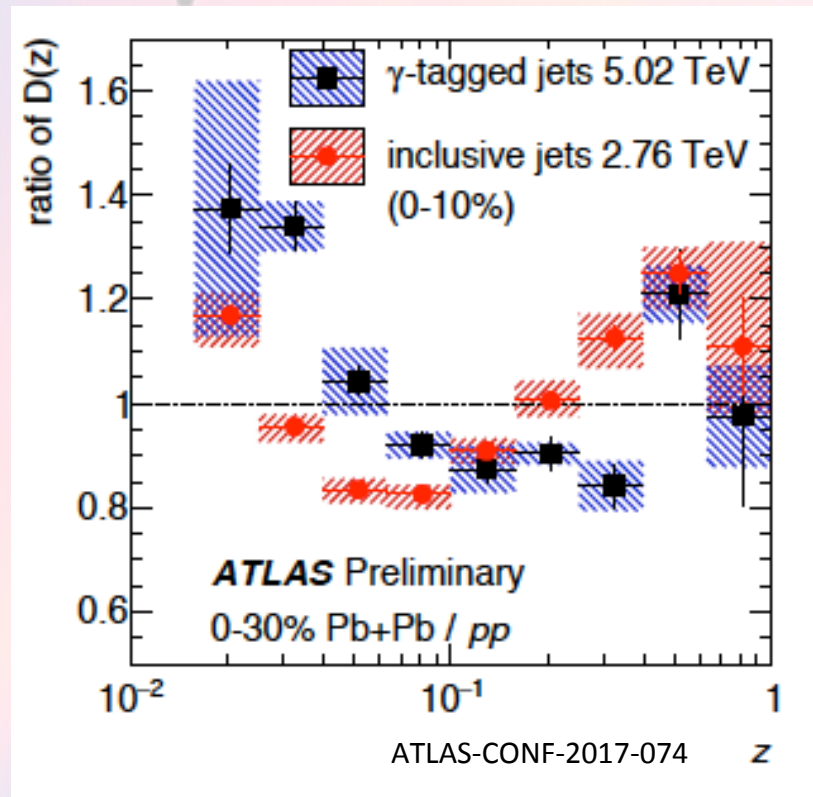 ratio of D(z)
γ-tagged jets 5.02 TeV
inclusive jets 2.76 TeV
(0-10%)
1.6
1.4
1.2
1
0.8
0.6
ATLAS Preliminary
0-30% Pb+Pb / pp
10⁻² 10⁻¹ 1
ATLAS-CONF-2017-074 z